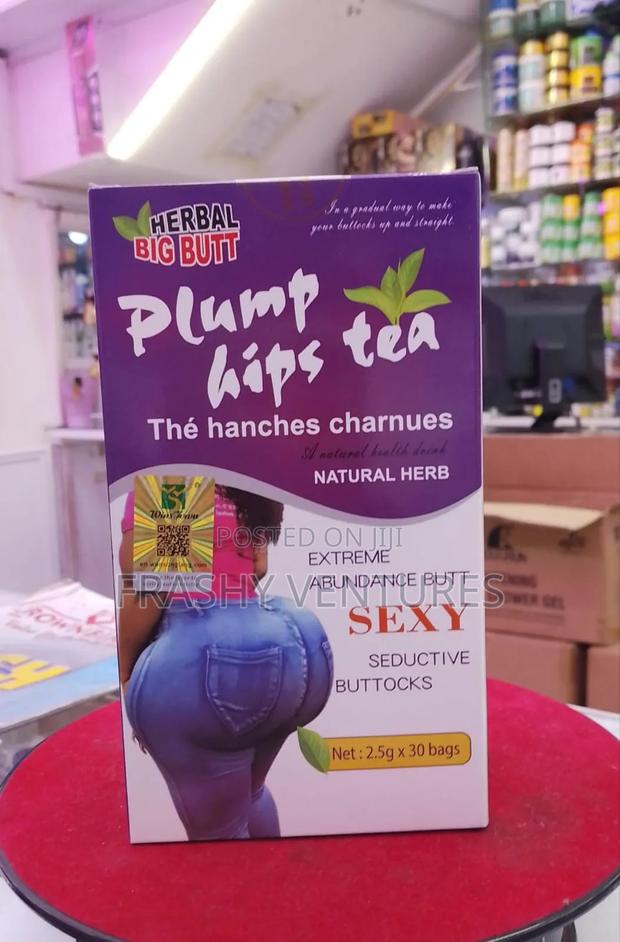 HERBAL
BIG BUTT
In a gradual way to make
your buttocks up and straight.
Plump
hips tea
Thé hanches charnues
A natural health drink
NATURAL HERB
Winstown
POSTED ON JIJI
FRASHY VENTURES
EXTREME
ABUNDANCE BUTT
SEXY
SEDUCTIVE
BUTTOCKS
Net : 2.5g x 30 bags